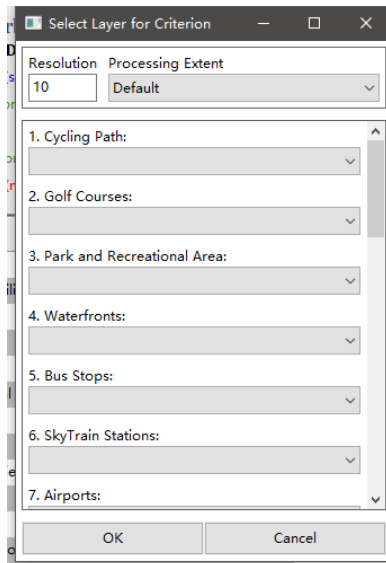 Select Layer for Criterion
Resolution Processing Extent
10 Default
1. Cycling Path:
2. Golf Courses:
3. Park and Recreational Area:
4. Waterfronts:
5. Bus Stops:
6. SkyTrain Stations:
7. Airports:
OK Cancel